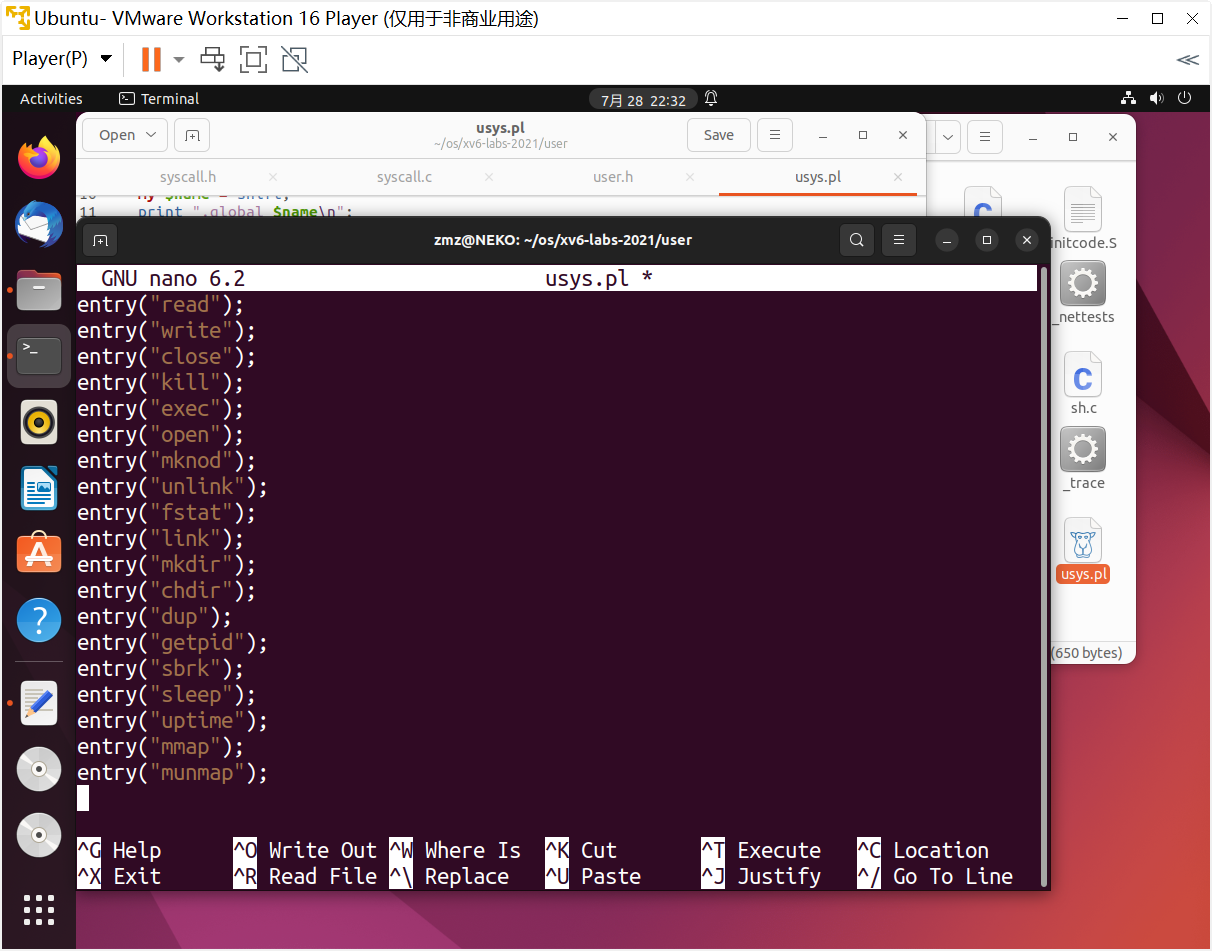 Ubuntu- VMware Workstation 16 Player (仅用于非商业用途)
Player(P)
Activities
Terminal
7月 28 22:32
Open
usys.pl
~/os/xv6-labs-2021/user
Save
syscall.h
syscall.c
user.h
usys.pl
10 my $name = shift;
11 print ".global $name\n";
zmz@NEKO: ~/os/xv6-labs-2021/user
GNU nano 6.2
usys.pl *
entry("read");
entry("write");
entry("close");
entry("kill");
entry("exec");
entry("open");
entry("mknod");
entry("unlink");
entry("fstat");
entry("link");
entry("mkdir");
entry("chdir");
entry("dup");
entry("getpid");
entry("sbrk");
entry("sleep");
entry("uptime");
entry("mmap");
entry("munmap");
^G Help ^O Write Out ^W Where Is ^K Cut ^T Execute ^C Location
^X Exit ^R Read File ^\ Replace ^U Paste ^J Justify ^/ Go To Line
initcode.S
_nettests
sh.c
_trace
usys.pl
(650 bytes)